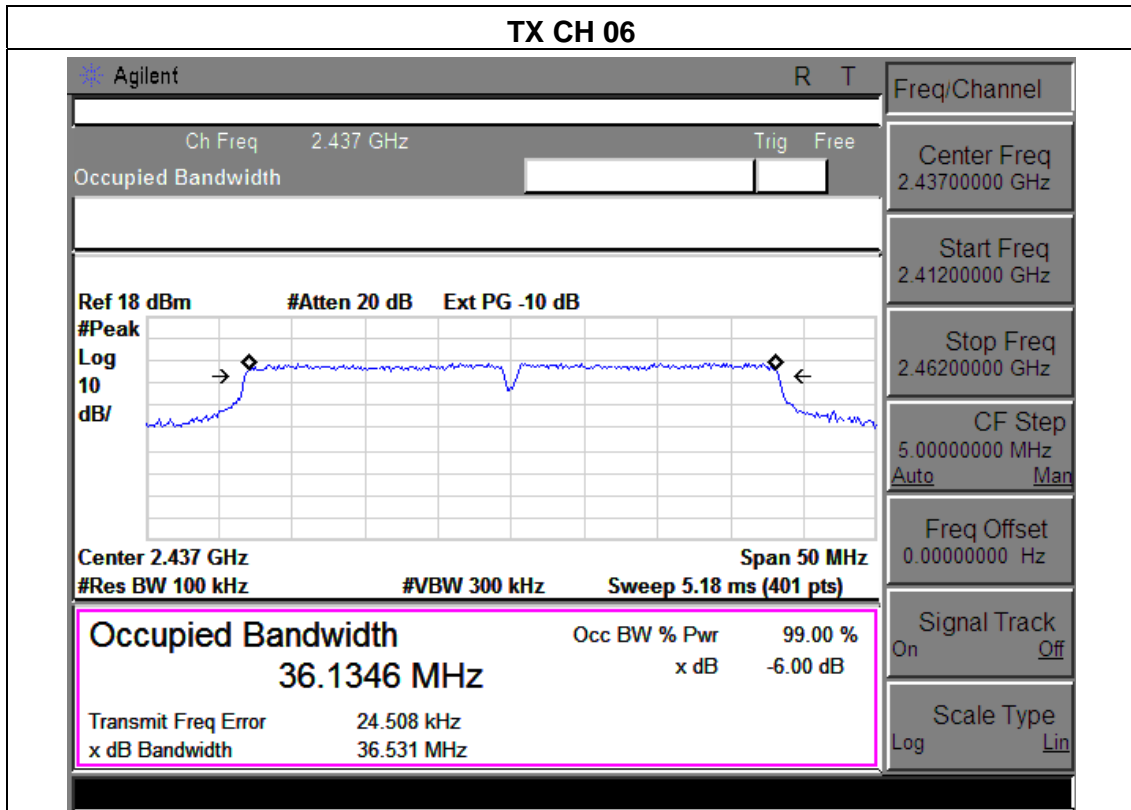 TX CH 06
Agilent R T
Ch Freq 2.437 GHz Trig Free
Occupied Bandwidth
Ref 18 dBm #Atten 20 dB Ext PG -10 dB
#Peak
Log
10
dB/
Center 2.437 GHz Span 50 MHz
#Res BW 100 kHz #VBW 300 kHz Sweep 5.18 ms (401 pts)
Occupied Bandwidth Occ BW % Pwr 99.00 %
36.1346 MHz x dB -6.00 dB
Transmit Freq Error 24.508 kHz
x dB Bandwidth 36.531 MHz
Freq/Channel
Center Freq
2.43700000 GHz
Start Freq
2.41200000 GHz
Stop Freq
2.46200000 GHz
CF Step
5.00000000 MHz
Auto Man
Freq Offset
0.00000000 Hz
Signal Track
On Off
Scale Type
Log Lin